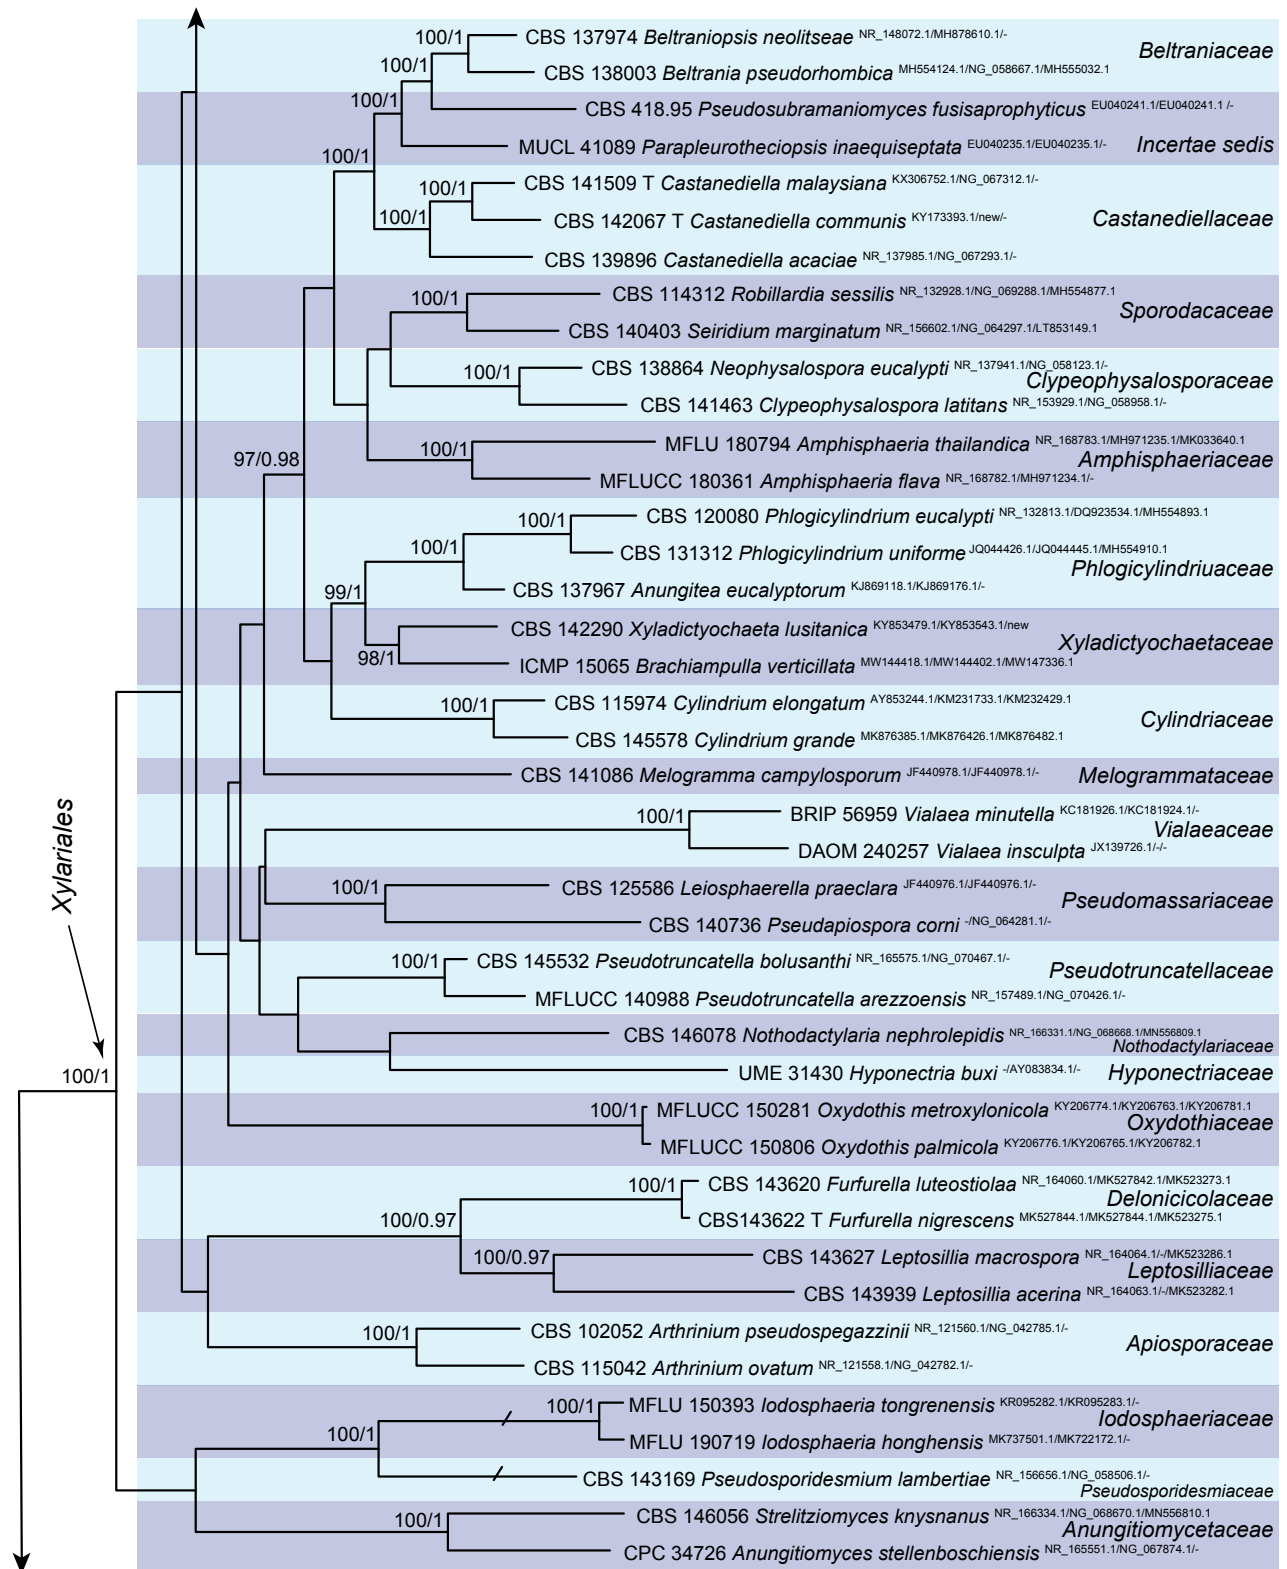 100/1 CBS 137974 Beltraniopsis neolitseae NR_148072.1/MH878610.1/-
Beltraniaceae
100/1 CBS 138003 Beltrania pseudorhombica MH554124.1/NG_058667.1/MH555032.1
100/1 CBS 418.95 Pseudosubramaniomyces fusisaprophyticus EU040241.1/EU040241.1 /-
100/1 MUCL 41089 Parapleurotheciopsis inaequiseptata EU040235.1/EU040235.1/- Incertae sedis
100/1 CBS 141509 T Castanediella malaysiana KX306752.1/NG_067312.1/-
100/1 CBS 142067 T Castanediella communis KY173393.1/new/- Castanediellaceae
CBS 139896 Castanediella acaciae NR_137985.1/NG_067293.1/-
100/1 CBS 114312 Robillardia sessilis NR_132928.1/NG_069288.1/MH554877.1
Sporodacaceae
CBS 140403 Seiridium marginatum NR_156602.1/NG_064297.1/LT853149.1
100/1 CBS 138864 Neophysalospora eucalypti NR_137941.1/NG_058123.1/-
Clypeophysalosporaceae
CBS 141463 Clypeophysalospora latitans NR_153929.1/NG_058958.1/-
97/0.98 100/1 MFLU 180794 Amphisphaeria thailandica NR_168783.1/MH971235.1/MK033640.1
Amphisphaeriaceae
MFLUCC 180361 Amphisphaeria flava NR_168782.1/MH971234.1/-
100/1 CBS 120080 Phlogicylindrium eucalypti NR_132813.1/DQ923534.1/MH554893.1
100/1 CBS 131312 Phlogicylindrium uniforme JQ044426.1/JQ044445.1/MH554910.1
Phlogicylindriuaceae
99/1 CBS 137967 Anungitea eucalyptorum KJ869118.1/KJ869176.1/-
CBS 142290 Xyladictyochaeta lusitanica KY853479.1/KY853543.1/new
Xyladictyochaetaceae
98/1 ICMP 15065 Brachiampulla verticillata MW144418.1/MW144402.1/MW147336.1
100/1 CBS 115974 Cylindrium elongatum AY853244.1/KM231733.1/KM232429.1
Cylindriaceae
CBS 145578 Cylindrium grande MK876385.1/MK876426.1/MK876482.1
CBS 141086 Melogramma campylosporum JF440978.1/JF440978.1/- Melogrammataceae
100/1 BRIP 56959 Vialaea minutella KC181926.1/KC181924.1/-
Vialaeaceae
DAOM 240257 Vialaea insculpta JX139726.1/-/-
Xylariales
100/1 CBS 125586 Leiosphaerella praeclara JF440976.1/JF440976.1/-
Pseudomassariaceae
CBS 140736 Pseudapiospora corni -/NG_064281.1/-
100/1 CBS 145532 Pseudotruncatella bolusanthi NR_165575.1/NG_070467.1/-
Pseudotruncatellaceae
MFLUCC 140988 Pseudotruncatella arezzoensis NR_157489.1/NG_070426.1/-
CBS 146078 Nothodactylaria nephrolepidis NR_166331.1/NG_068668.1/MN556809.1
Nothodactylariaceae
100/1 UME 31430 Hyponectria buxi -/AY083834.1/- Hyponectriaceae
100/1 MFLUCC 150281 Oxydothis metroxylonicola KY206774.1/KY206763.1/KY206781.1
Oxydothiaceae
MFLUCC 150806 Oxydothis palmicola KY206776.1/KY206765.1/KY206782.1
100/1 CBS 143620 Furfurella luteostiolaa NR_164060.1/MK527842.1/MK523273.1
Delonicicolaceae
100/0.97 CBS143622 T Furfurella nigrescens MK527844.1/MK527844.1/MK523275.1
100/0.97 CBS 143627 Leptosillia macrospora NR_164064.1/-/MK523286.1
Leptosilliaceae
CBS 143939 Leptosillia acerina NR_164063.1/-/MK523282.1
100/1 CBS 102052 Arthrinium pseudospegazzinii NR_121560.1/NG_042785.1/-
Apiosporaceae
CBS 115042 Arthrinium ovatum NR_121558.1/NG_042782.1/-
100/1 MFLU 150393 Iodosphaeria tongrenensis KR095282.1/KR095283.1/-
Iodosphaeriaceae
100/1 MFLU 190719 Iodosphaeria honghensis MK737501.1/MK722172.1/-
CBS 143169 Pseudosporidesmium lambertiae NR_156656.1/NG_058506.1/-
Pseudosporidesmiaceae
100/1 CBS 146056 Strelitziomyces knysnanus NR_166334.1/NG_068670.1/MN556810.1
Anungitiomycetaceae
CPC 34726 Anungitiomyces stellenboschiensis NR_165551.1/NG_067874.1/-